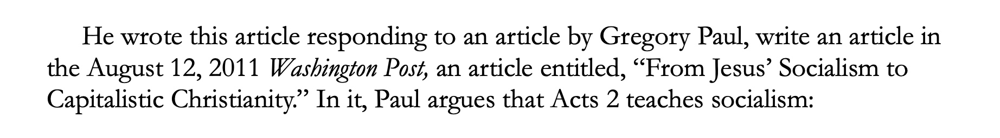 He wrote this article responding to an article by Gregory Paul, write an article in
the August 12, 2011 Washington Post, an article entitled, “From Jesus’ Socialism to
Capitalistic Christianity.” In it, Paul argues that Acts 2 teaches socialism: